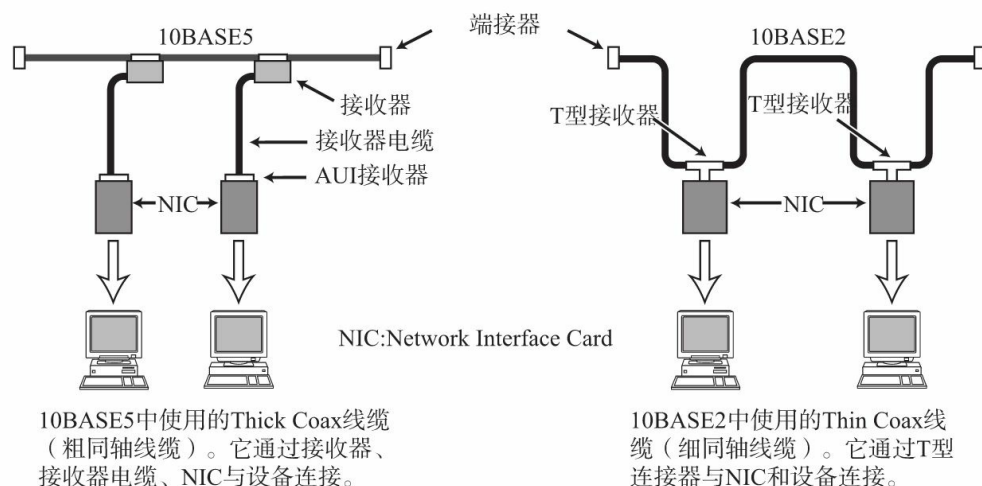 10BASE5
端接器
10BASE2
接收器
T型接收器
T型接收器
接收器电缆
AUI接收器
NIC
NIC
NIC:Network Interface Card
10BASE5中使用的Thick Coax线缆
（粗同轴线缆）。它通过接收器、
接收器电缆、NIC与设备连接。
10BASE2中使用的Thin Coax线
缆（细同轴线缆）。它通过T型
连接器与NIC和设备连接。